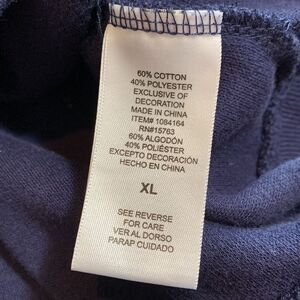 60% COTTON
40% POLYESTER
EXCLUSIVE OF
DECORATION
MADE IN CHINA
ITEM# 1084164
RN#15763
60% ALGODÓN
40% POLIÉSTER
EXCEPTO DECORACIÓN
HECHO EN CHINA
XL
SEE REVERSE
FOR CARE
VER AL DORSO
PARAP CUIDADO